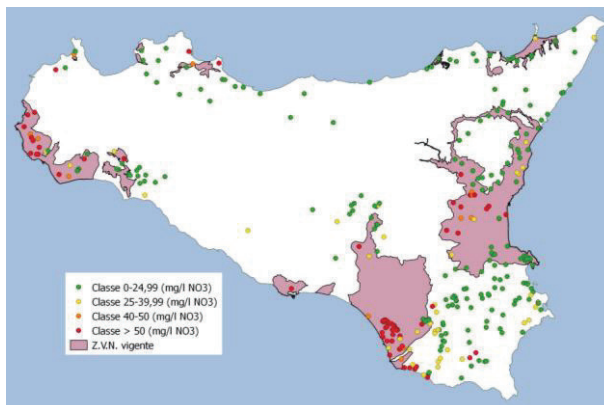 Classe 0-24,99 (mg/l NO3)
Classe 25-39,99 (mg/l NO3)
Classe 40-50 (mg/l NO3)
Classe > 50 (mg/l NO3)
Z.V.N. vigente